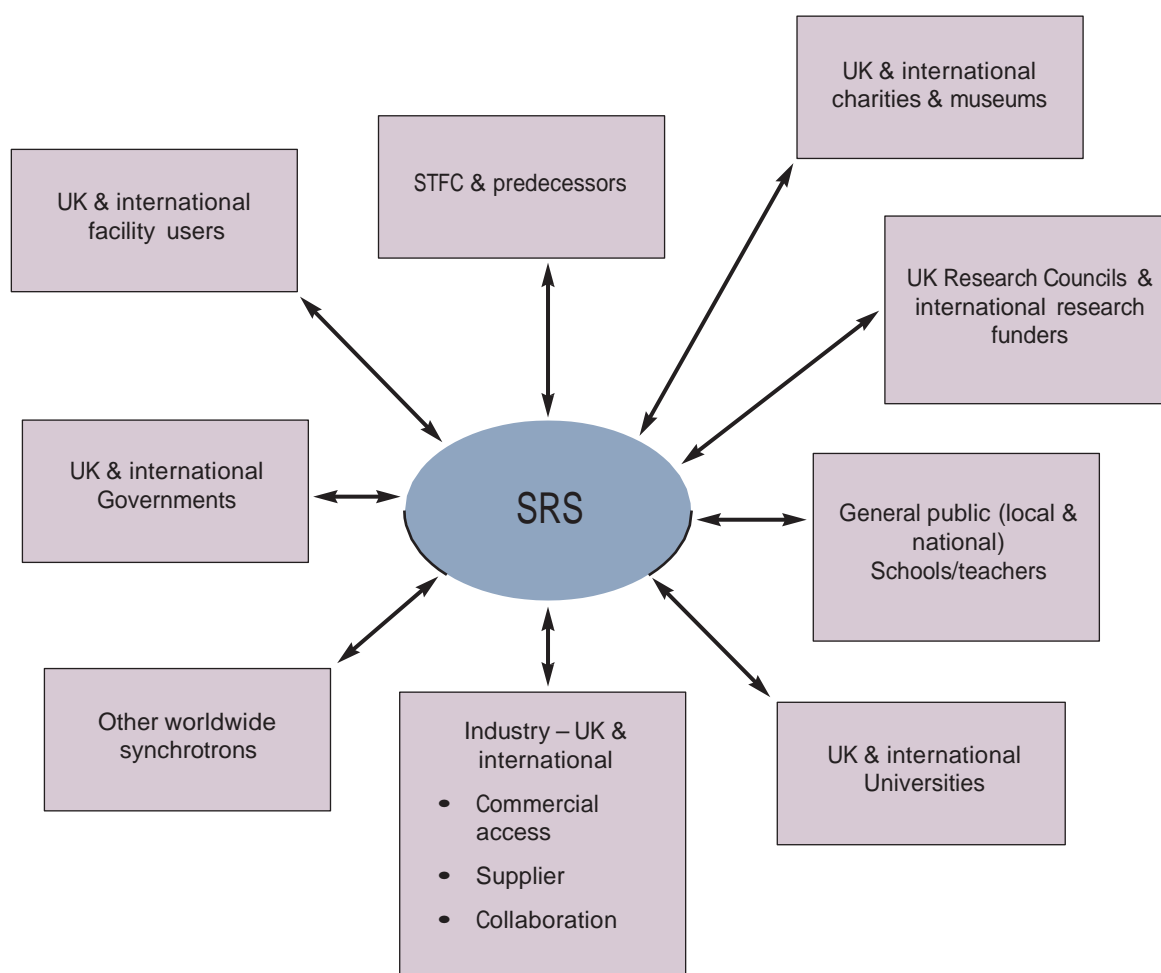 UK & international
charities & museums
STFC & predecessors
UK & international
facility users
UK Research Councils &
international research
funders
SRS
UK & international
Governments
General public (local &
national)
Schools/teachers
Other worldwide
synchrotrons
Industry – UK &
international
• Commercial
access
• Supplier
• Collaboration
UK & international
Universities